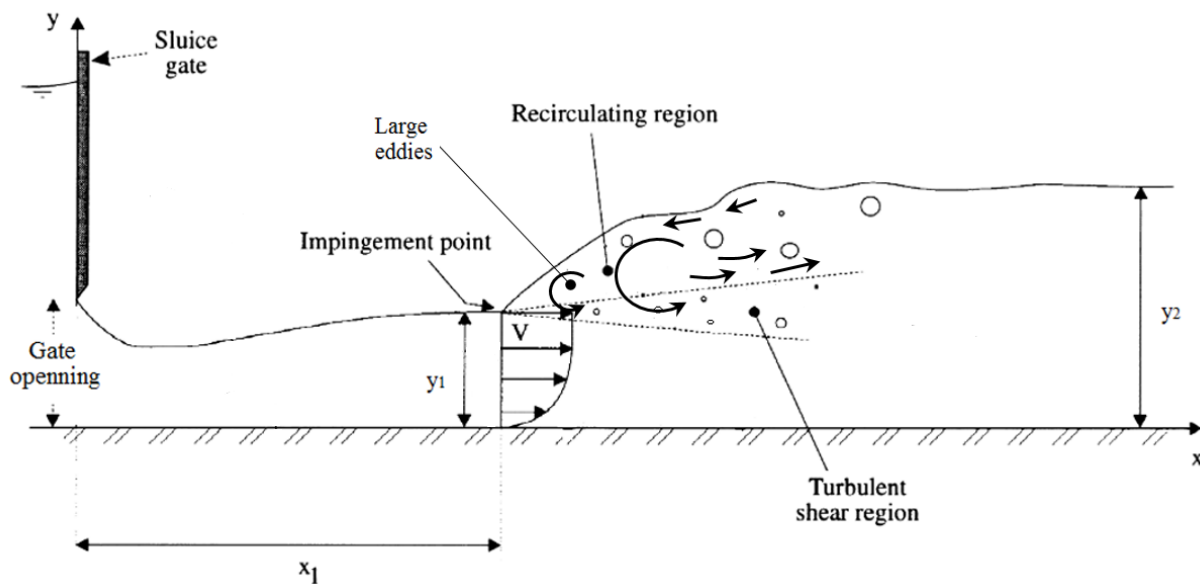 y
Sluice
gate
Large
eddies
Recirculating region
Impingement point
Gate
openning
V
y1
y2
x
Turbulent
shear region
x1